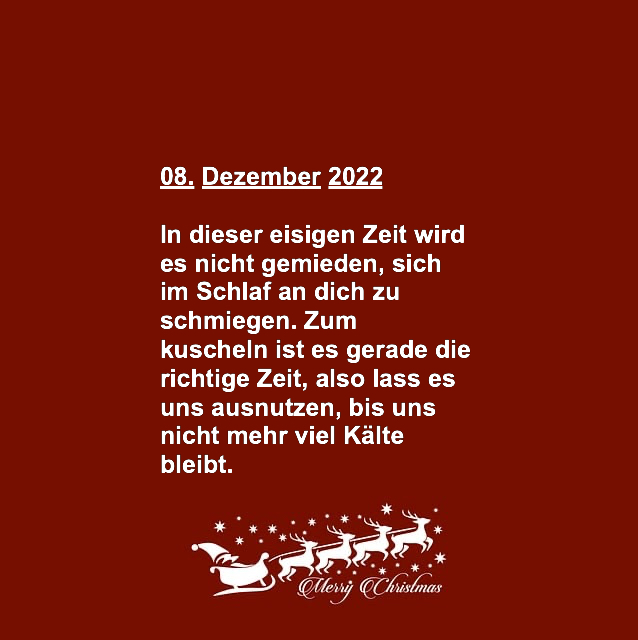 08. Dezember 2022
In dieser eisigen Zeit wird
es nicht gemieden, sich
im Schlaf an dich zu
schmiegen. Zum
kuscheln ist es gerade die
richtige Zeit, also lass es
uns ausnutzen, bis uns
nicht mehr viel Kälte
bleibt.
Merry Christmas